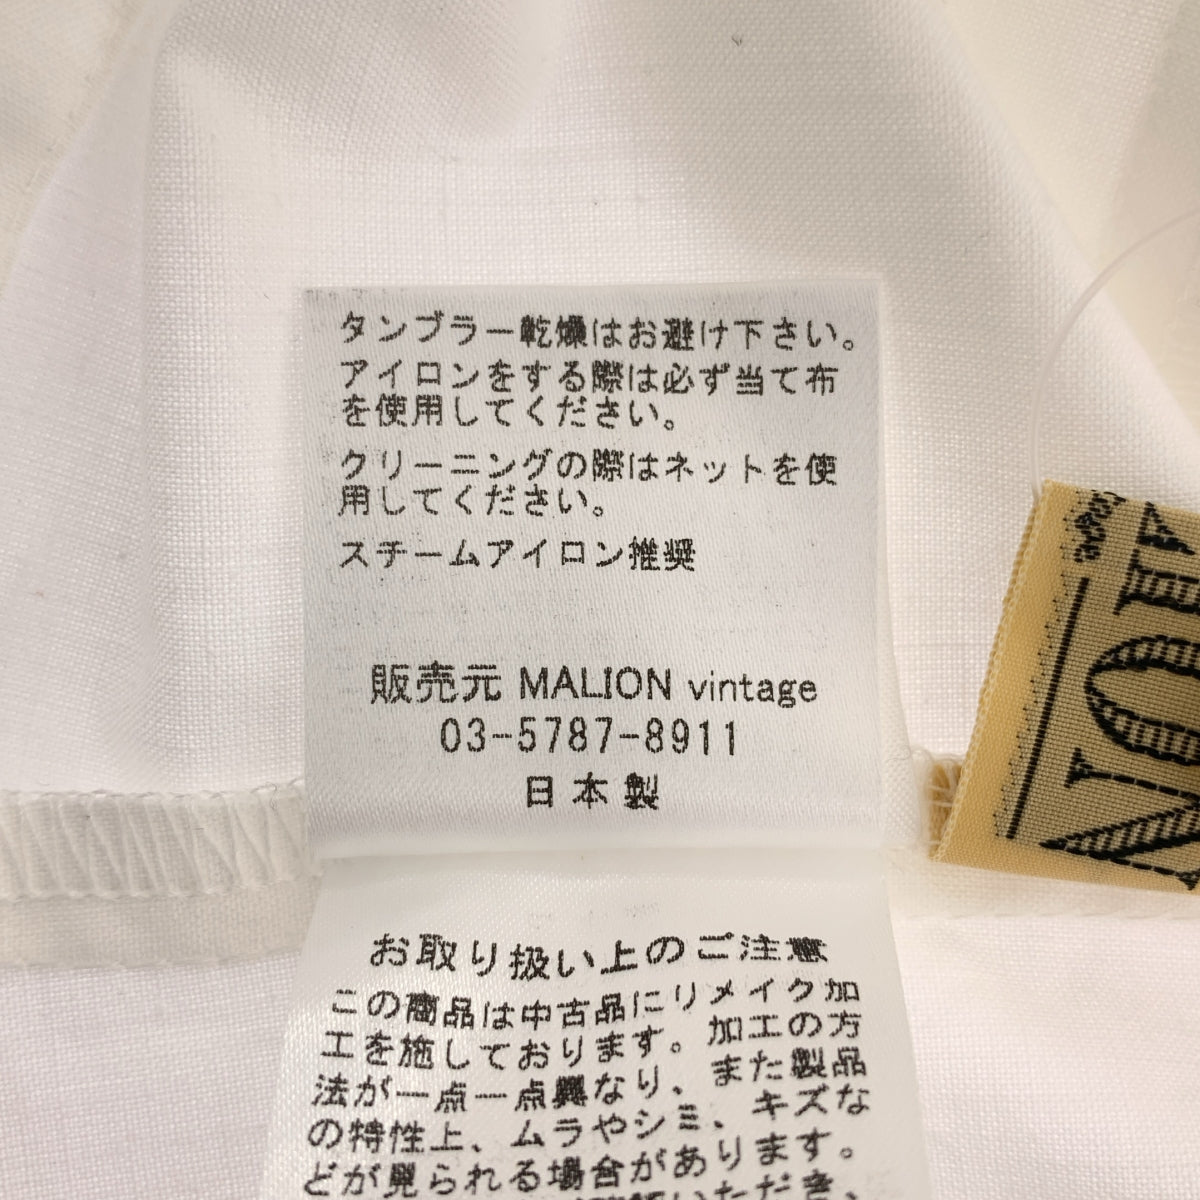 タンブラー乾燥はお避け下さい。
アイロンをする際は必ず当て布
を使用してください。
クリーニングの際はネットを使
用してください。
スチームアイロン推奨
販売元 MALION vintage
03-5787-8911
日本製
お取り扱い上のご注意
この商品は中古品にリメイク加
工を施しております。加工の方
法が一点一点異なり、また製品
の特性上、ムラやシミ、キズな
どが見られる場合があります。
いただき、